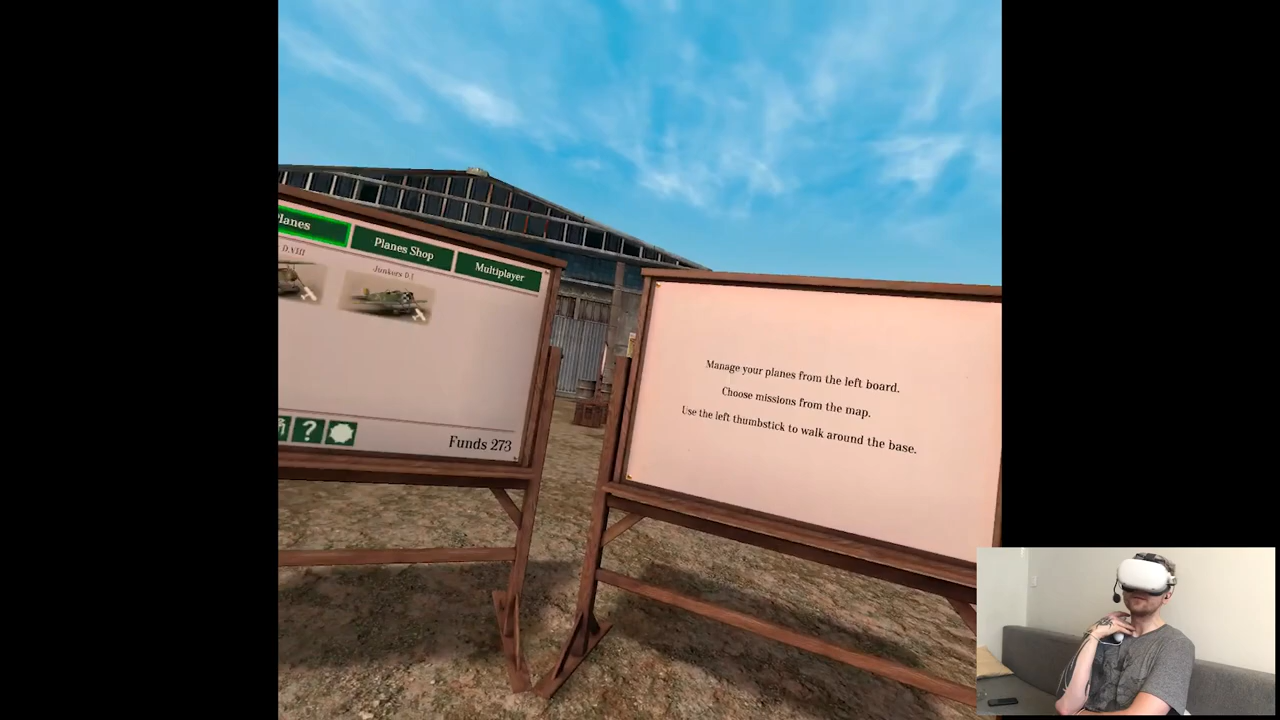 Planes Shop
Multiplayer
D.VIII
Junkers D.I
?
Funds 273
Manage your planes from the left board.
Choose missions from the map.
Use the left thumbstick to walk around the base.